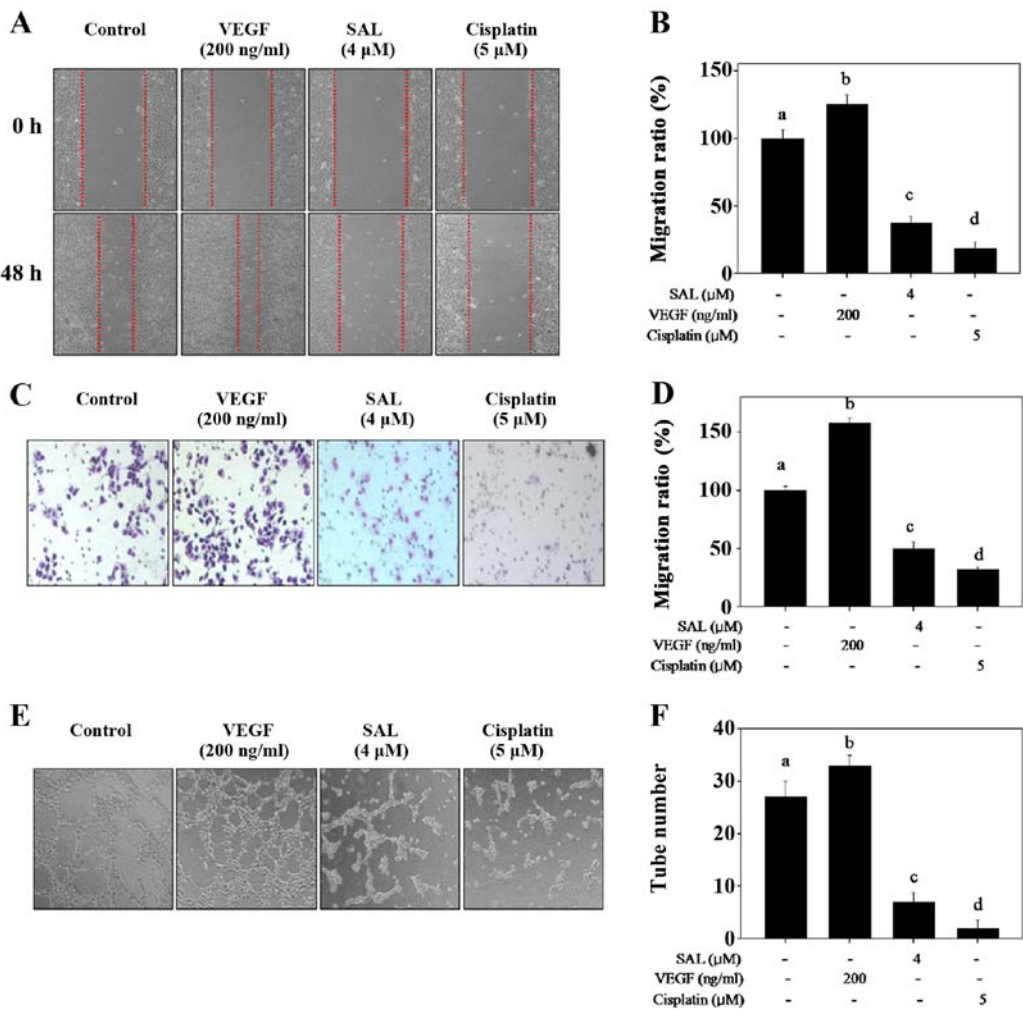 A
Control
VEGF
(200 ng/ml)
SAL
(4 µM)
Cisplatin
(5 µM)
0 h
48 h
B
Migration ratio (%)
150
100
50
0
a
b
c
d
SAL (µM) - - 4 -
VEGF (ng/ml) - 200 - -
Cisplatin (µM) - - - 5
C
Control
VEGF
(200 ng/ml)
SAL
(4 µM)
Cisplatin
(5 µM)
D
Migration ratio (%)
150
100
50
0
a
b
c
d
SAL (µM) - - 4 -
VEGF (ng/ml) - 200 - -
Cisplatin (µM) - - - 5
E
Control
VEGF
(200 ng/ml)
SAL
(4 µM)
Cisplatin
(5 µM)
F
Tube number
40
30
20
10
0
a
b
c
d
SAL (µM) - - 4 -
VEGF (ng/ml) - 200 - -
Cisplatin (µM) - - - 5